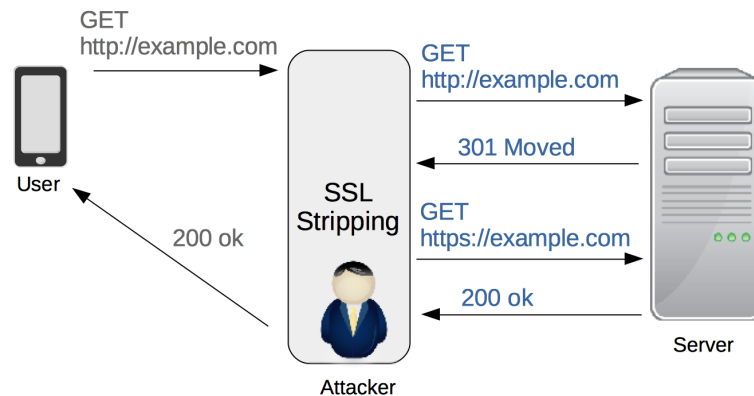 GET
http://example.com
GET
http://example.com
301 Moved
User
SSL
Stripping
GET
https://example.com
200 ok
200 ok
Server
Attacker